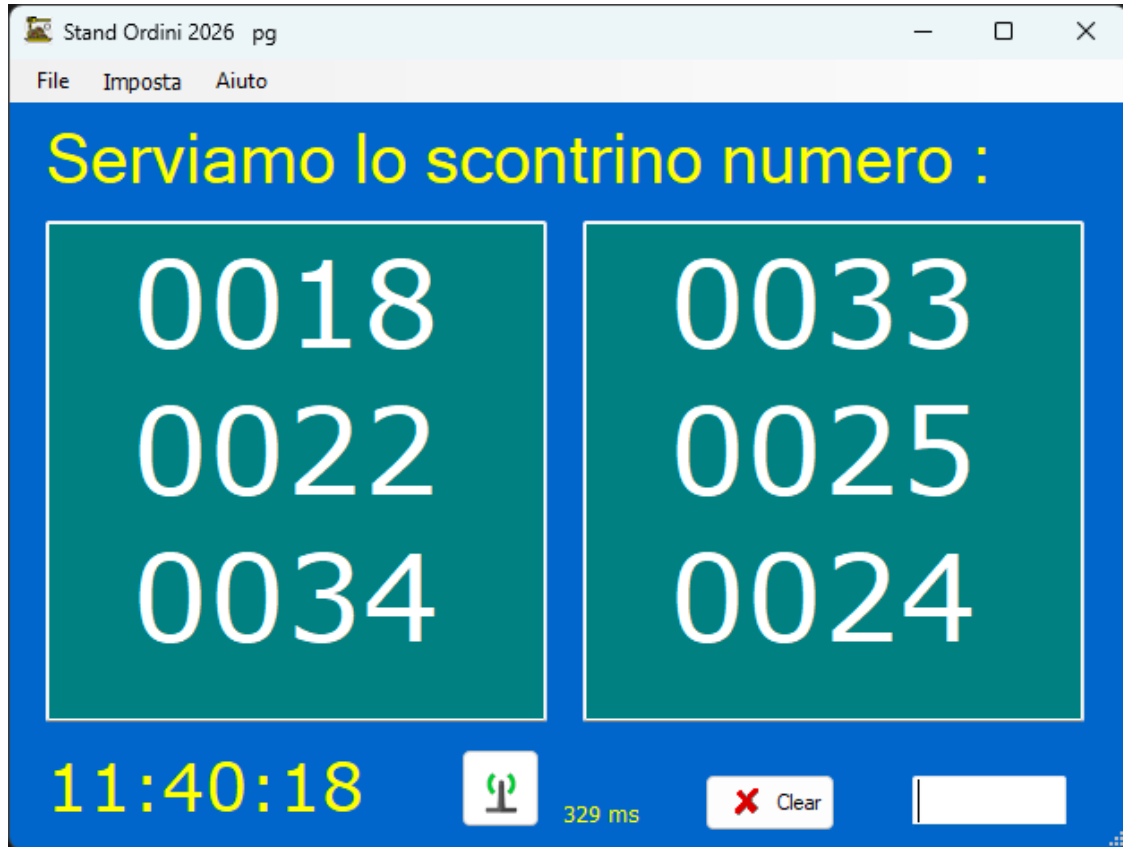 Stand Ordini 2026 pg
File Imposta Aiuto
Serviamo lo scontrino numero :
0018
0022
0034
0033
0025
0024
11:40:18
329 ms
Clear